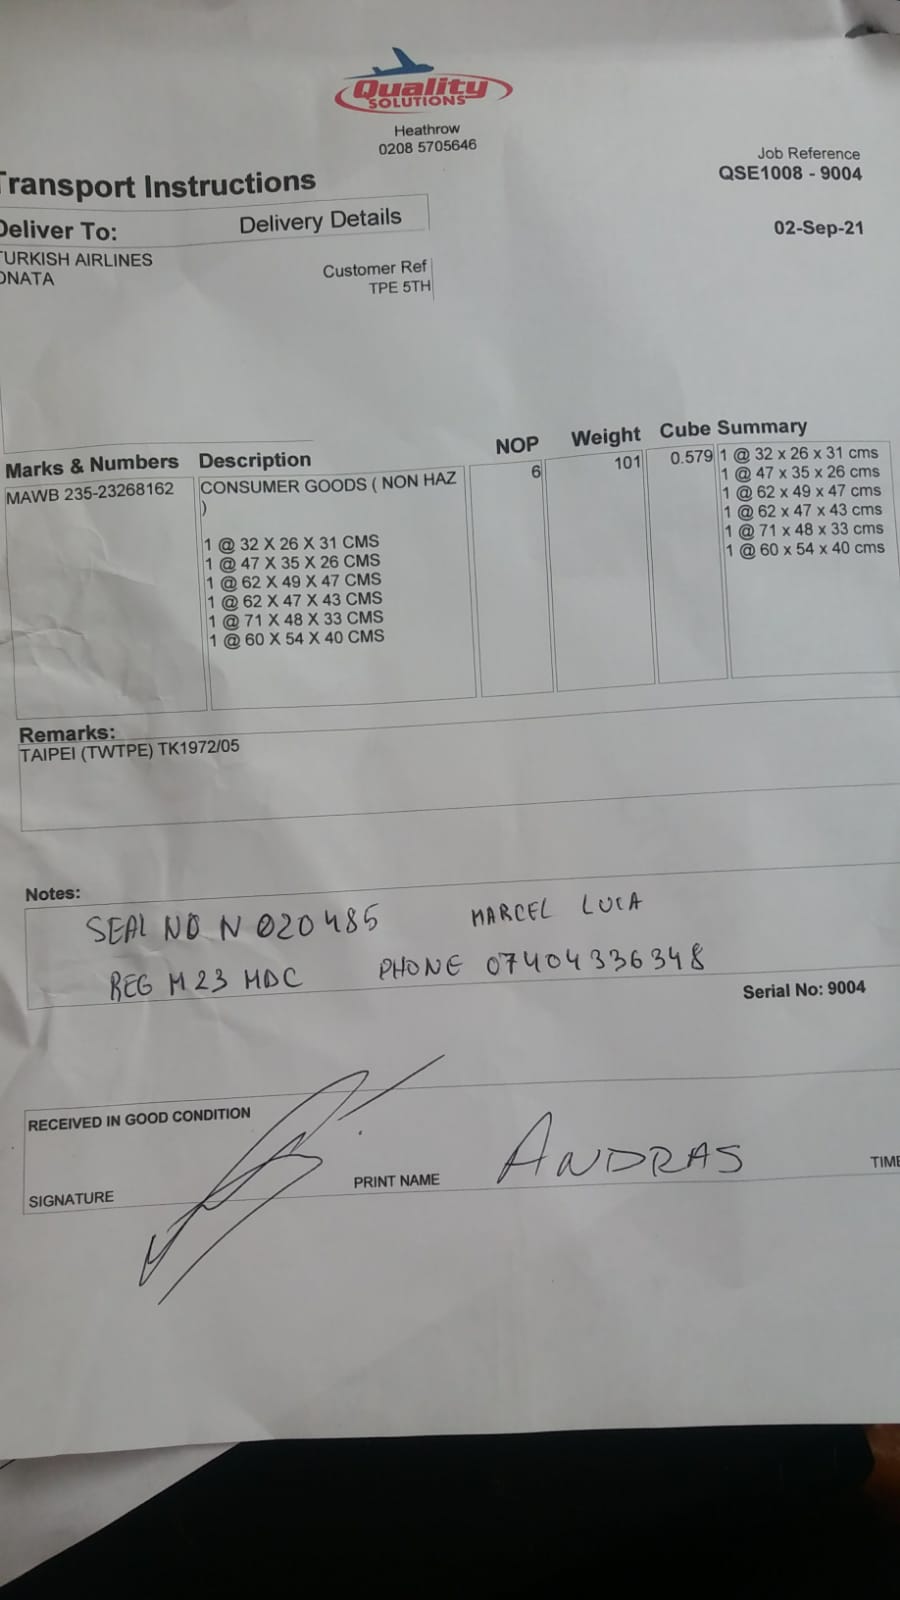 Quality
SOLUTIONS
Heathrow
0208 5705646
Job Reference
QSE1008 - 9004
Transport Instructions
Deliver To:
Delivery Details
02-Sep-21
TURKISH AIRLINES
DNATA
Customer Ref
TPE 5TH
Marks & Numbers Description NOP Weight Cube Summary
MAWB 235-23268162
CONSUMER GOODS ( NON HAZ
)
6
101
0.579
1 @ 32 x 26 x 31 cms
1 @ 47 x 35 x 26 cms
1 @ 62 x 49 x 47 cms
1 @ 62 x 47 x 43 cms
1 @ 71 x 48 x 33 cms
1 @ 60 x 54 x 40 cms
1 @ 32 X 26 X 31 CMS
1 @ 47 X 35 X 26 CMS
1 @ 62 X 49 X 47 CMS
1 @ 62 X 47 X 43 CMS
1 @ 71 X 48 X 33 CMS
1 @ 60 X 54 X 40 CMS
Remarks:
TAIPEI (TWTPE) TK1972/05
Notes:
SEAL NO N 020485 MARCEL LUCA
REG M23 MDC PHONE 07404336348
Serial No: 9004
RECEIVED IN GOOD CONDITION
SIGNATURE
PRINT NAME
ANDRAS
TIME